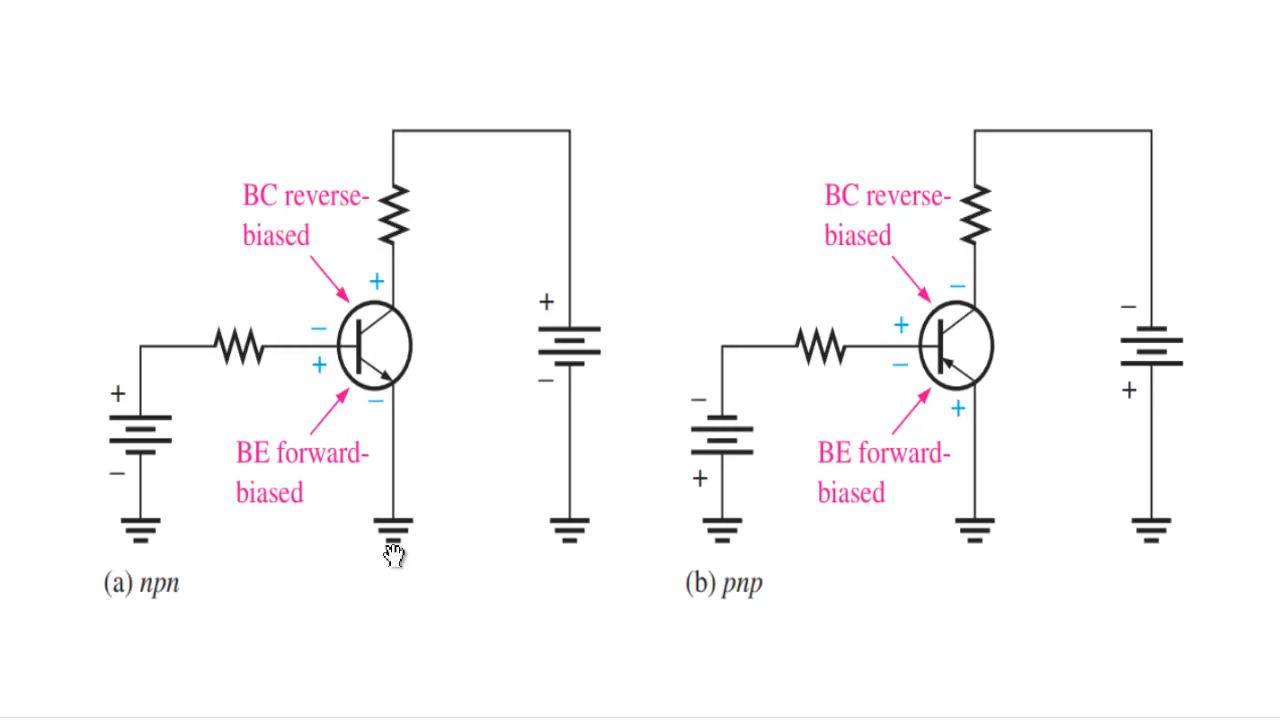 BC reverse-
biased
+
−
+
−
+
−
+
−
BE forward-
biased
(a) npn
BC reverse-
biased
−
+
−
+
−
+
−
+
BE forward-
biased
(b) pnp